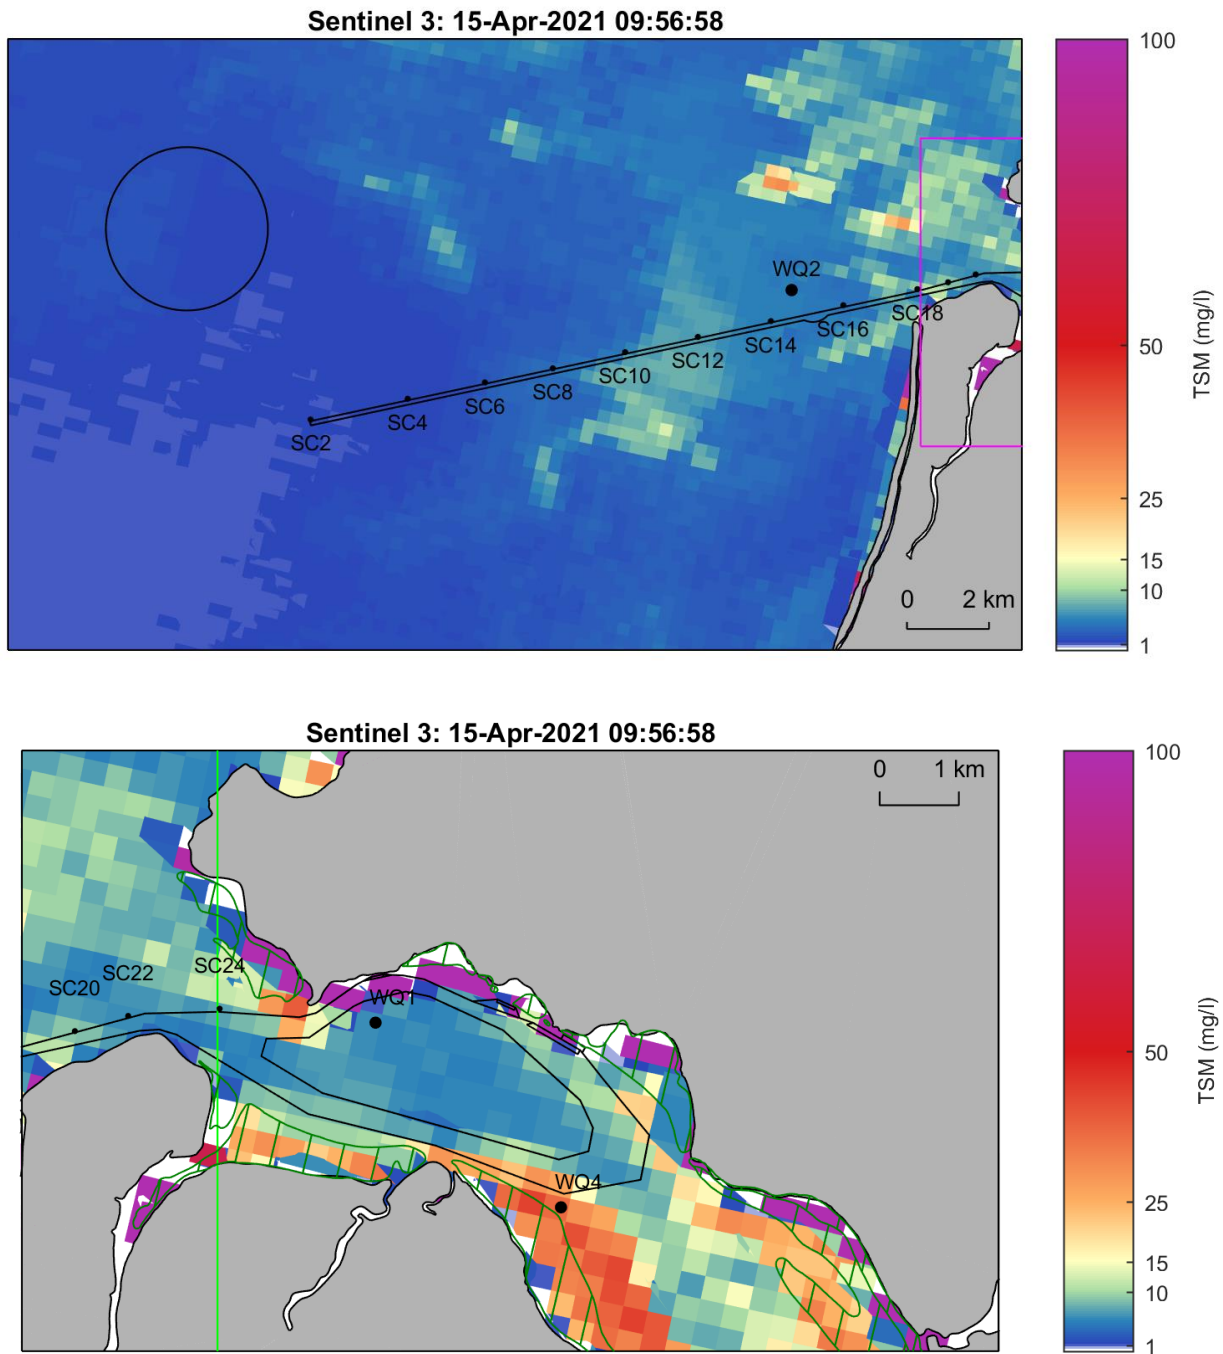 Sentinel 3: 15-Apr-2021 09:56:58
100
WQ2
SC18
SC16
SC14
50
SC12
SC10
SC8
SC6
SC4
SC2
TSM (mg/l)
25
15
10
1
0 2 km
Sentinel 3: 15-Apr-2021 09:56:58
100
0 1 km
SC24
SC22
SC20
WQ1
50
WQ4
TSM (mg/l)
25
15
10
1